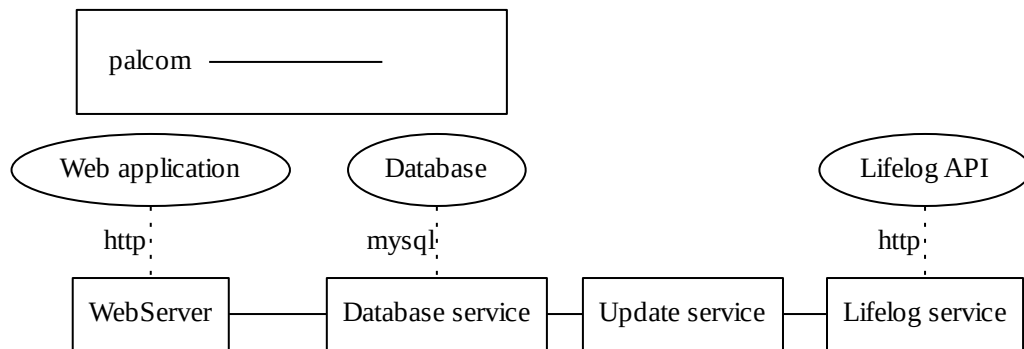 palcom
Web application
Database
Lifelog API
http
mysql
http
WebServer
Database service
Update service
Lifelog service